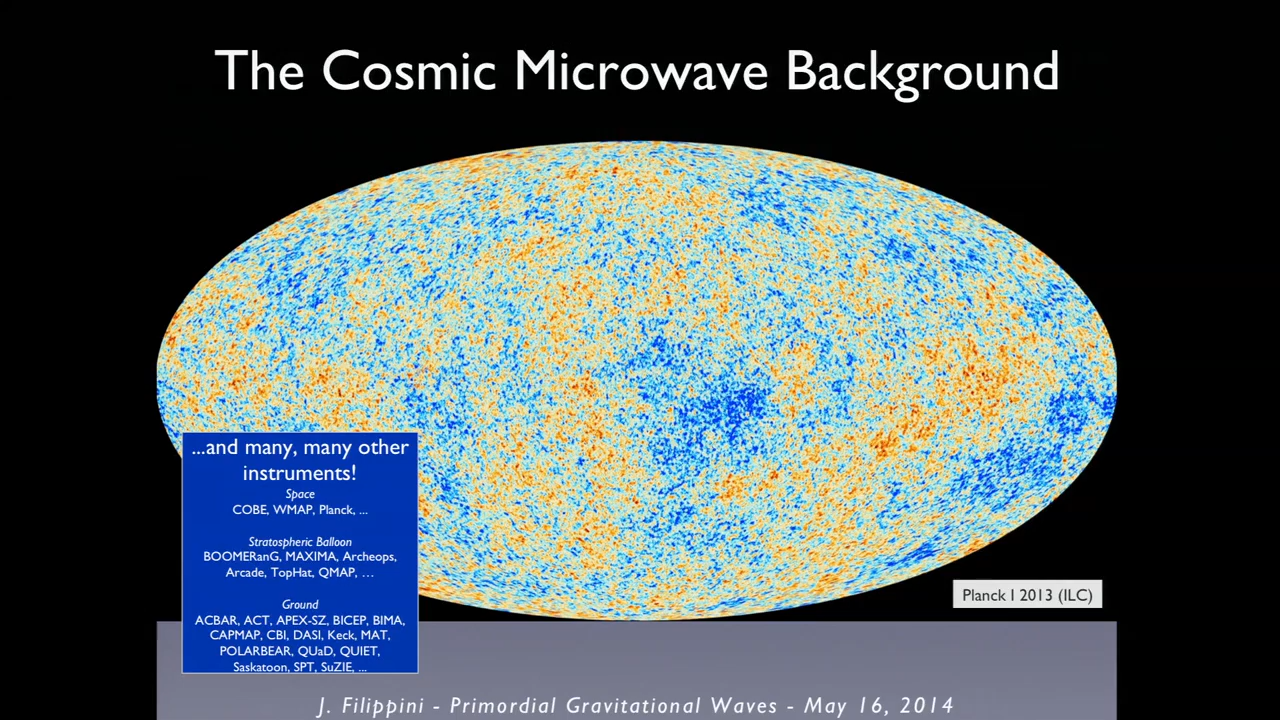 The Cosmic Microwave Background
...and many, many other
instruments!
Space
COBE, WMAP, Planck, ...
Stratospheric Balloon
BOOMERanG, MAXIMA, Archeops,
Arcade, TopHat, QMAP, …
Ground
ACBAR, ACT, APEX-SZ, BICEP, BIMA,
CAPMAP, CBI, DASI, Keck, MAT,
POLARBEAR, QUaD, QUIET,
Saskatoon, SPT, SuZIE, ...
Planck I 2013 (ILC)
J. Filippini - Primordial Gravitational Waves - May 16, 2014